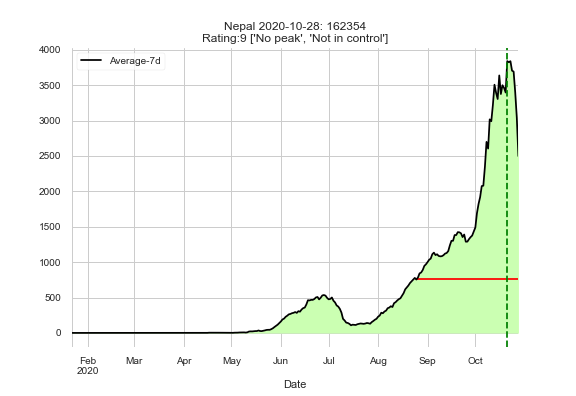 Nepal 2020-10-28: 162354
Rating:9 ['No peak', 'Not in control']
Average-7d
4000
3500
3000
2500
2000
1500
1000
500
0
Feb Mar Apr May Jun Jul Aug Sep Oct
2020
Date